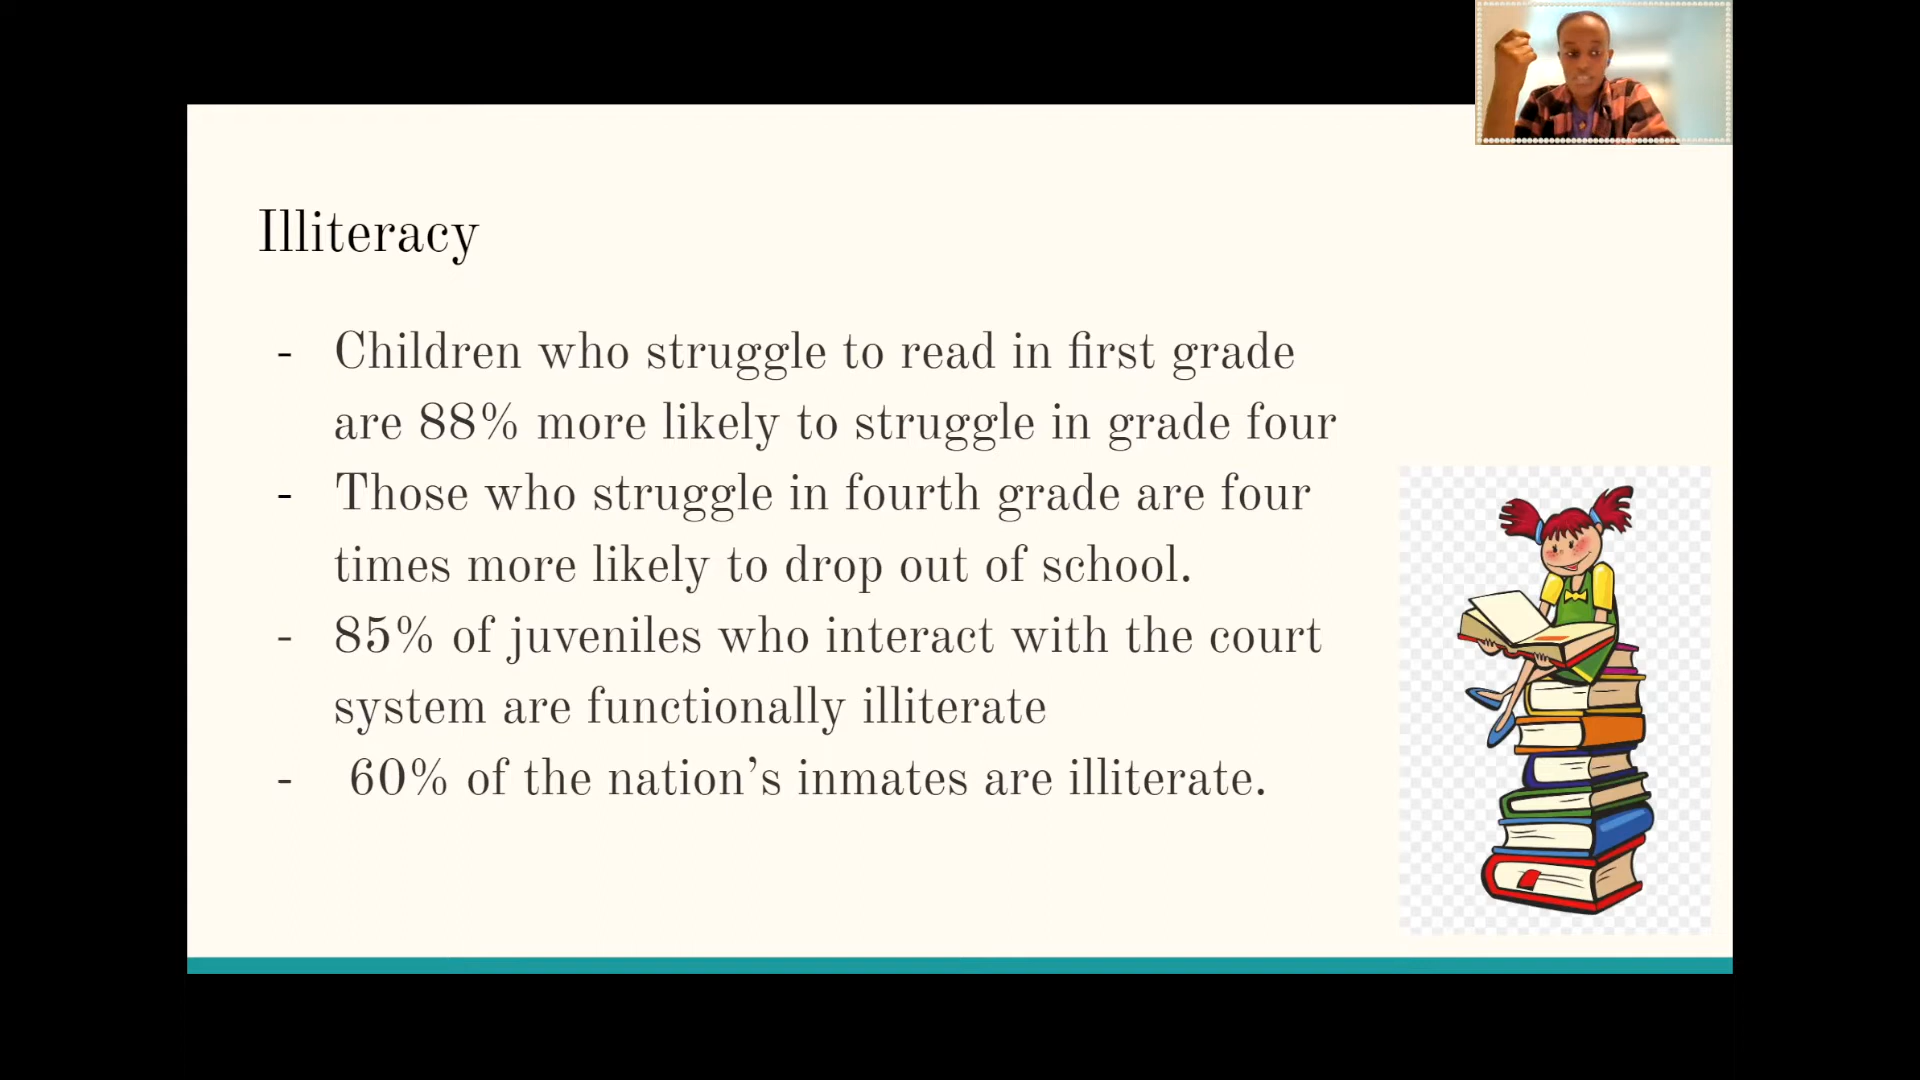 Illiteracy
- Children who struggle to read in first grade
are 88% more likely to struggle in grade four
- Those who struggle in fourth grade are four
times more likely to drop out of school.
- 85% of juveniles who interact with the court
system are functionally illiterate
- 60% of the nation’s inmates are illiterate.